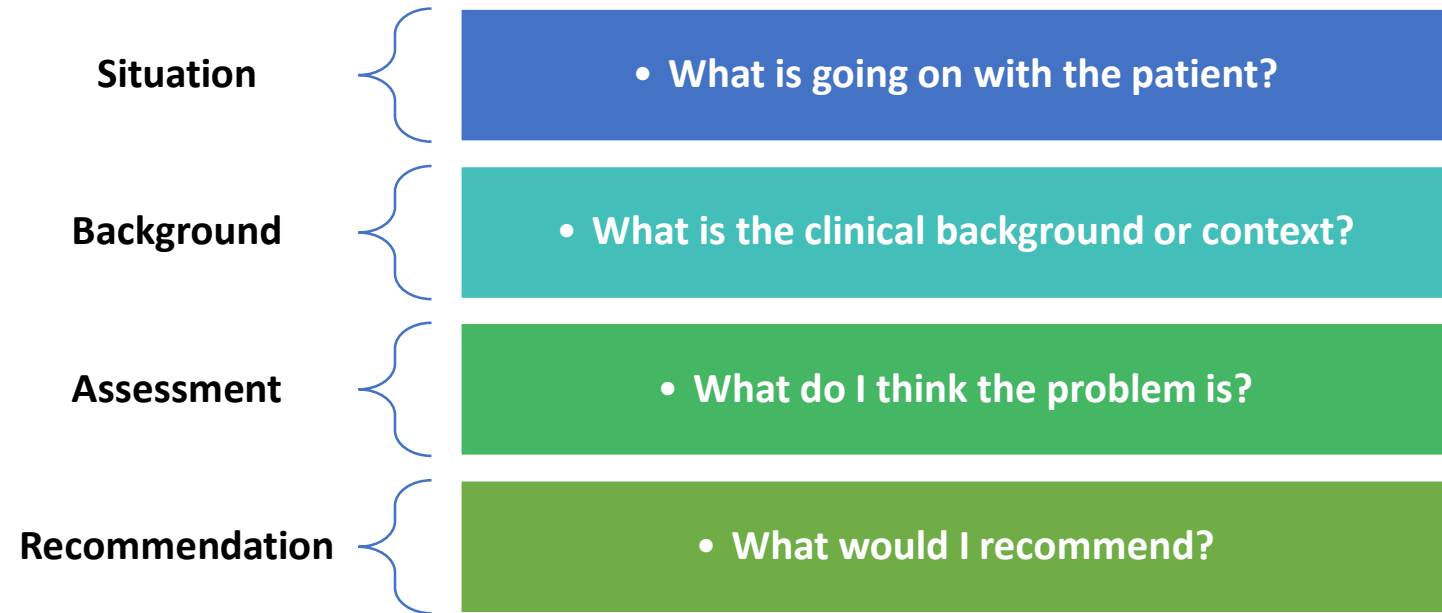 Situation
• What is going on with the patient?
Background
• What is the clinical background or context?
Assessment
• What do I think the problem is?
Recommendation
• What would I recommend?